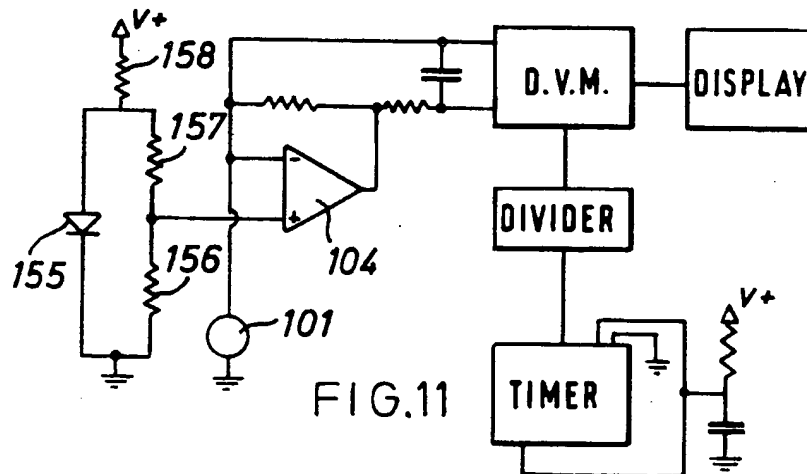 V+
158
157
155
156
-
+
104
101
D.V.M.
DISPLAY
DIVIDER
TIMER
V+
FIG.11